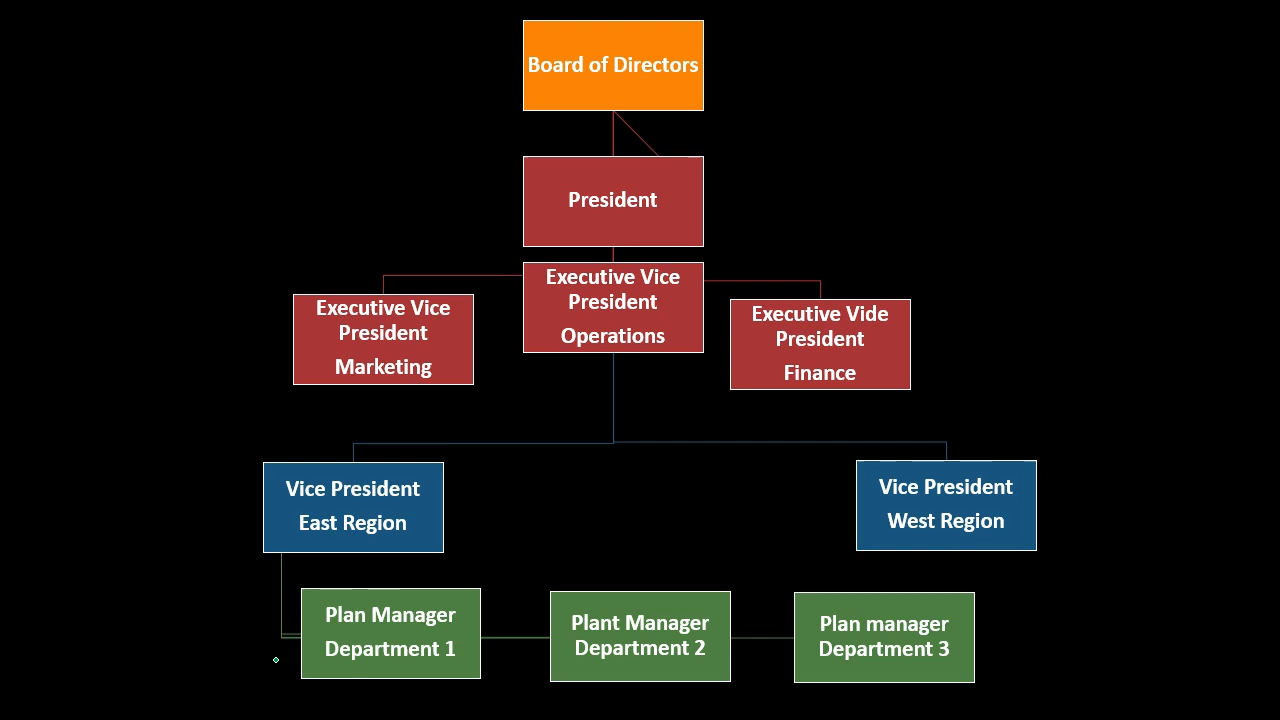 Board of Directors
President
Executive Vice
President
Operations
Executive Vice
President
Marketing
Executive Vide
President
Finance
Vice President
East Region
Vice President
West Region
Plan Manager
Department 1
Plant Manager
Department 2
Plan manager
Department 3